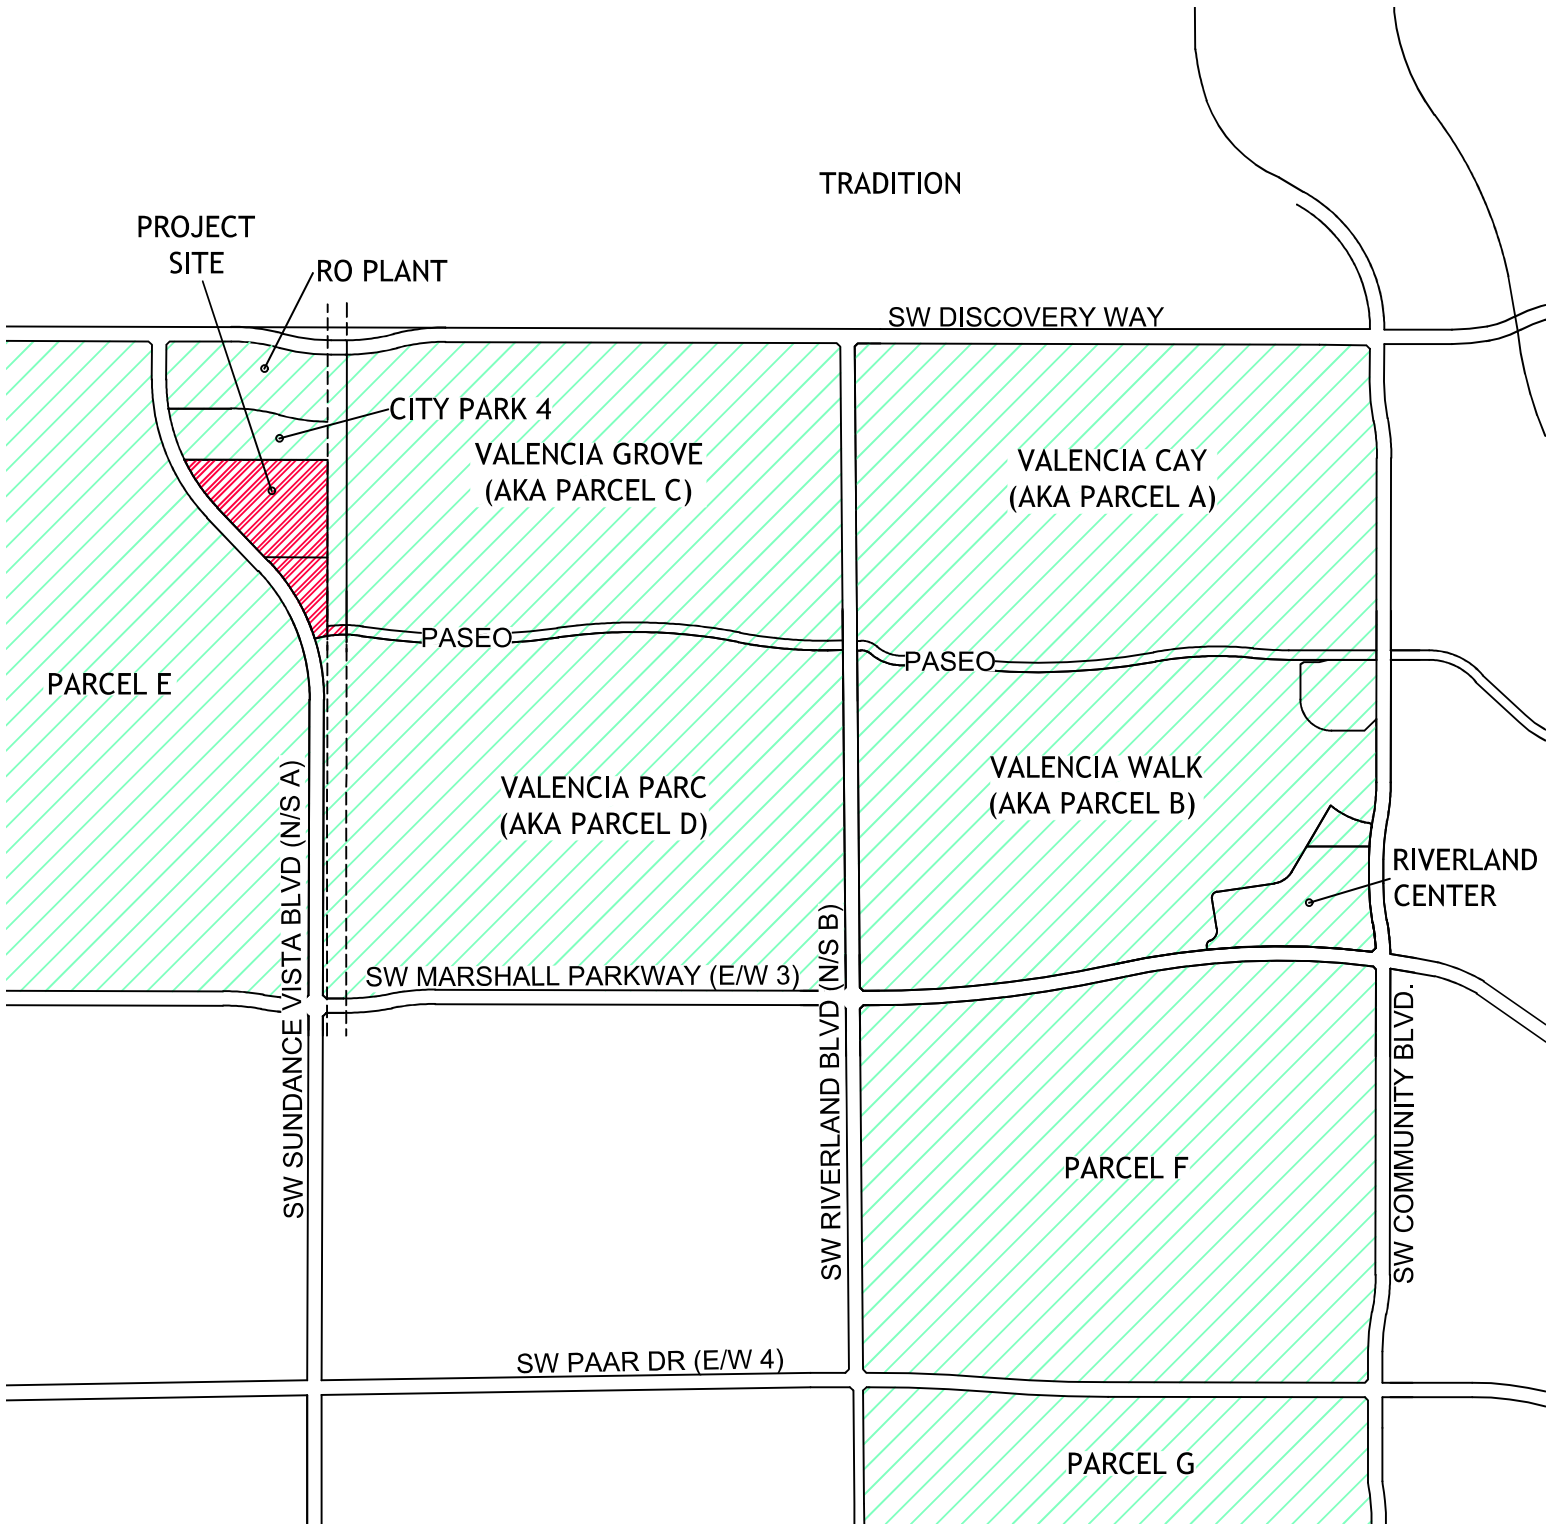 TRADITION
PROJECT
SITE
RO PLANT
SW DISCOVERY WAY
CITY PARK 4
VALENCIA GROVE
(AKA PARCEL C)
VALENCIA CAY
(AKA PARCEL A)
PASEO
PASEO
PARCEL E
VALENCIA PARC
(AKA PARCEL D)
VALENCIA WALK
(AKA PARCEL B)
RIVERLAND
CENTER
SW MARSHALL PARKWAY (E/W 3)
SW SUNDANCE VISTA BLVD (N/S A)
SW RIVERLAND BLVD (N/S B)
SW COMMUNITY BLVD.
PARCEL F
SW PAAR DR (E/W 4)
PARCEL G